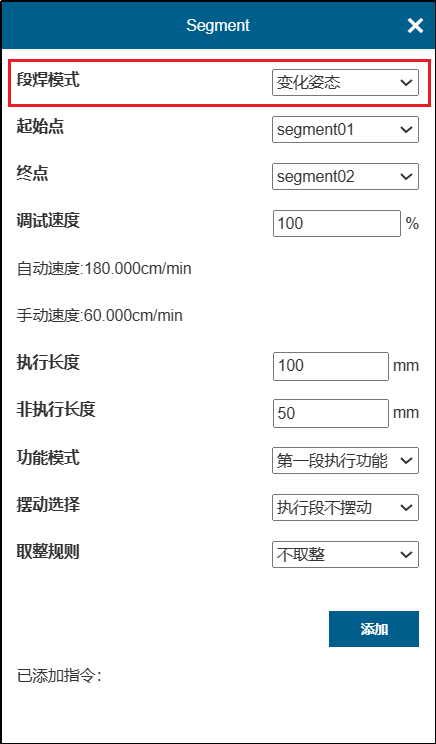 Segment
段焊模式 变化姿态
起始点 segment01
终点 segment02
调试速度 100 %
自动速度:180.000cm/min
手动速度:60.000cm/min
执行长度 100 mm
非执行长度 50 mm
功能模式 第一段执行功能
摆动选择 执行段不摆动
取整规则 不取整
添加
已添加指令：